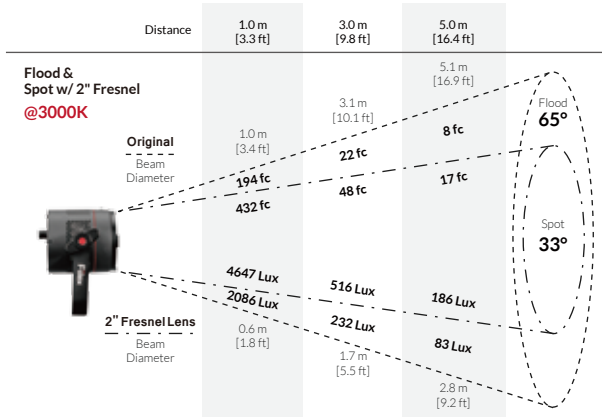 Distance
1.0 m
[3.3 ft]
3.0 m
[9.8 ft]
5.0 m
[16.4 ft]
Flood &
Spot w/ 2" Fresnel
@3000K
5.1 m
[16.9 ft]
3.1 m
[10.1 ft]
1.0 m
[3.4 ft]
Flood
65°
Original
Beam
Diameter
8 fc
22 fc
194 fc
17 fc
48 fc
432 fc
Spot
33°
4647 Lux
516 Lux
186 Lux
2086 Lux
232 Lux
83 Lux
2" Fresnel Lens
Beam
Diameter
0.6 m
[1.8 ft]
1.7 m
[5.5 ft]
2.8 m
[9.2 ft]